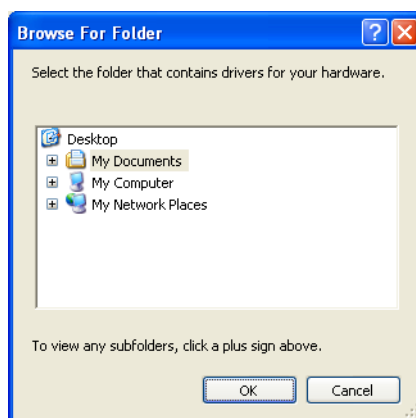 Browse For Folder
Select the folder that contains drivers for your hardware.
Desktop
My Documents
My Computer
My Network Places
To view any subfolders, click a plus sign above.
OK Cancel